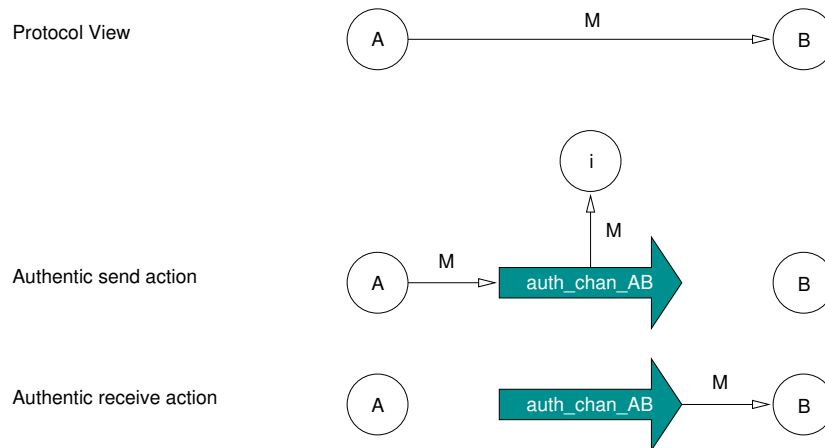 Protocol View
A
M
B
i
M
Authentic send action
A
M
auth_chan_AB
B
Authentic receive action
A
auth_chan_AB
M
B